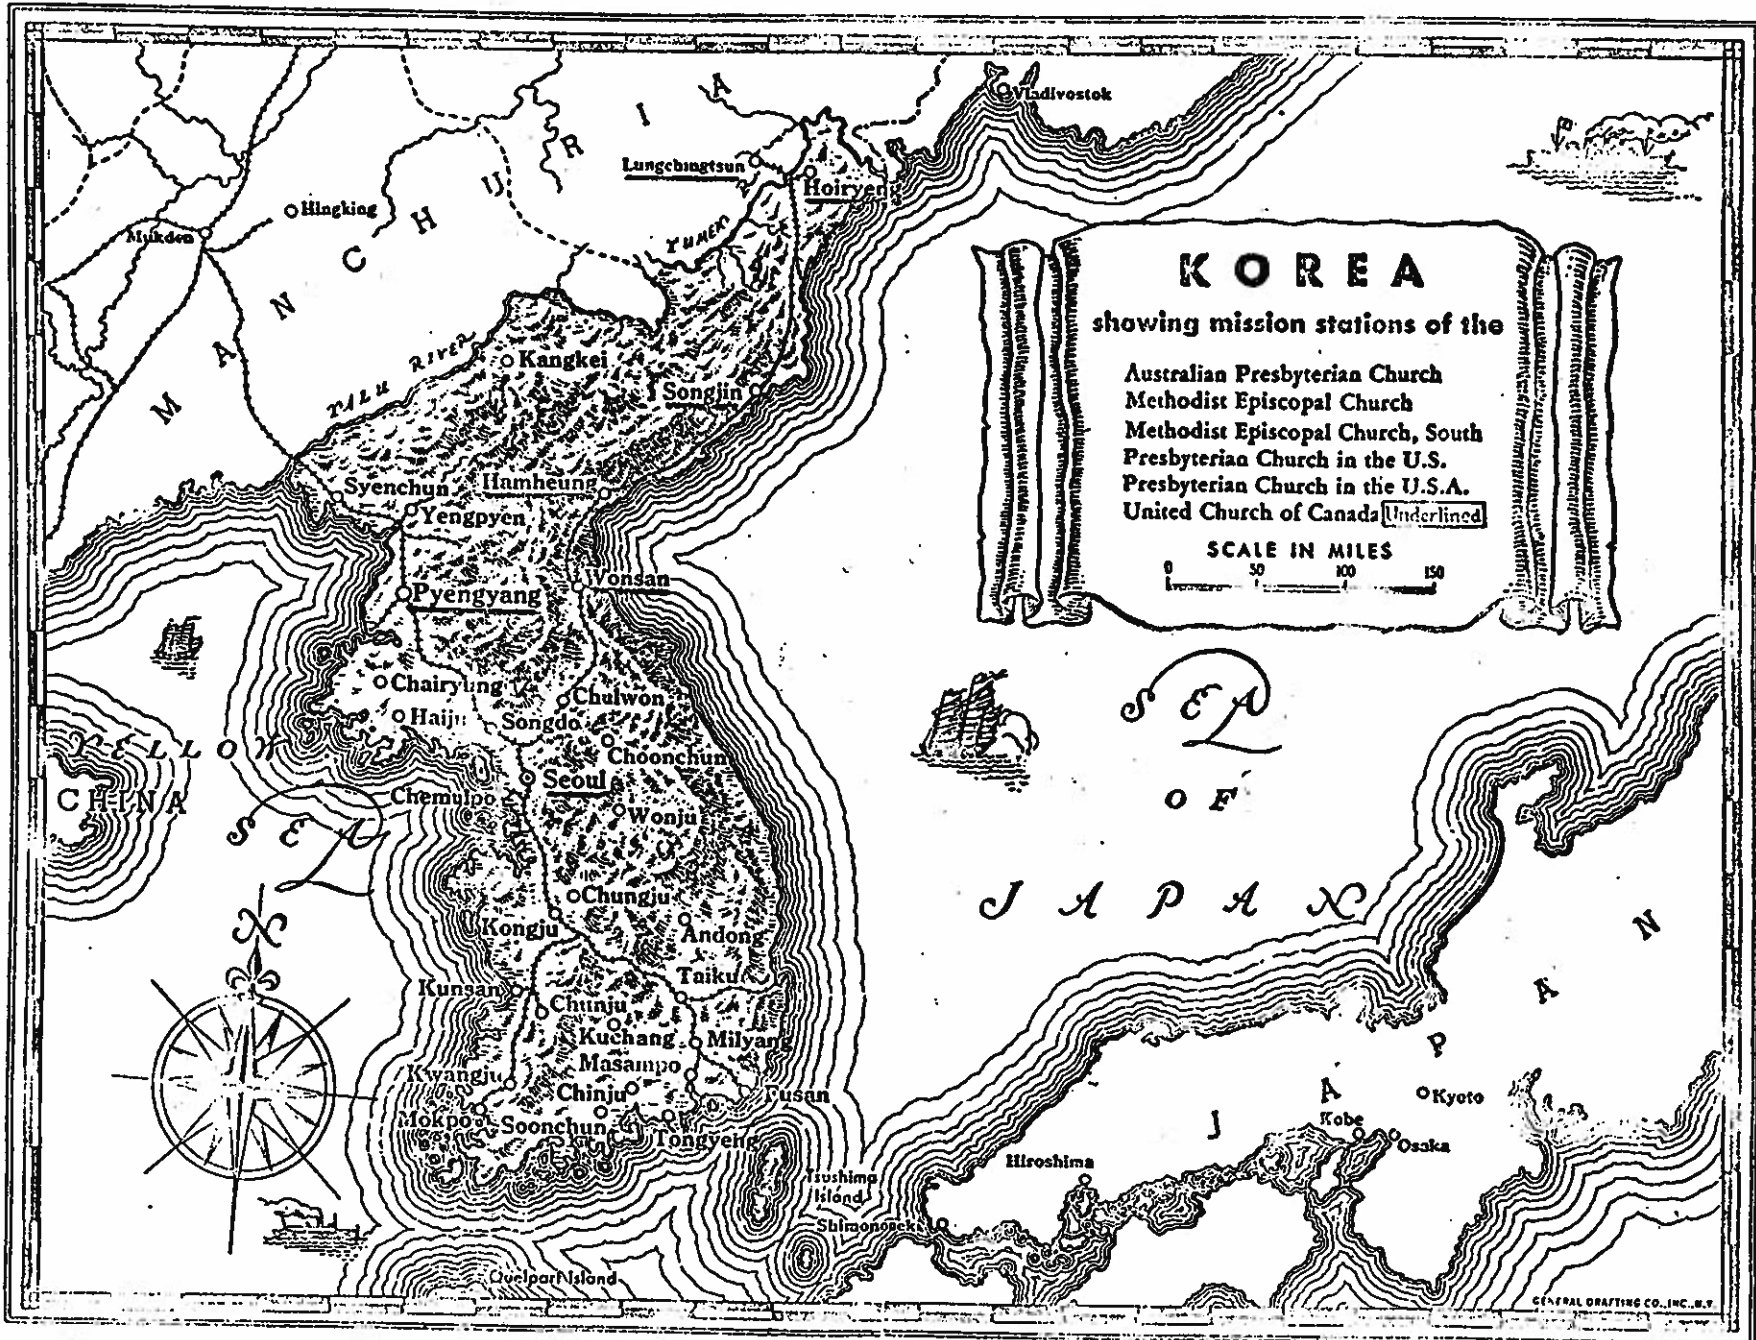 MANCHURIA
Vladivostok
Lungchingtsun
Hoiryeng
Hingking
Mukden
TUMEN
YALU RIVER
Kangkei
Songjin
KOREA
showing mission stations of the
Australian Presbyterian Church
Methodist Episcopal Church
Methodist Episcopal Church, South
Presbyterian Church in the U.S.
Presbyterian Church in the U.S.A.
United Church of Canada Underlined
SCALE IN MILES
0 50 100 150
Syenchun
Hamheung
Yengpyen
Pyengyang
Wonsan
Chairyung
Chulwon
Haiju
Songdo
Choonchun
Seoul
Chemulpo
Wonju
YELLOW
SEA
CHINA
SEA
OF
JAPAN
Chungju
Kongju
Andong
Taiku
Kunsan
Chunju
Kuchang
Milyang
Masampo
Kwangju
Chinju
Fusan
Mokpo
Soonchun
Tongyeng
N
JAPAN
Kyoto
Kobe
Osaka
Hiroshima
Tsushima
Island
Shimonoseki
Quelpart Island
GENERAL DRAFTING CO., INC., N.Y.